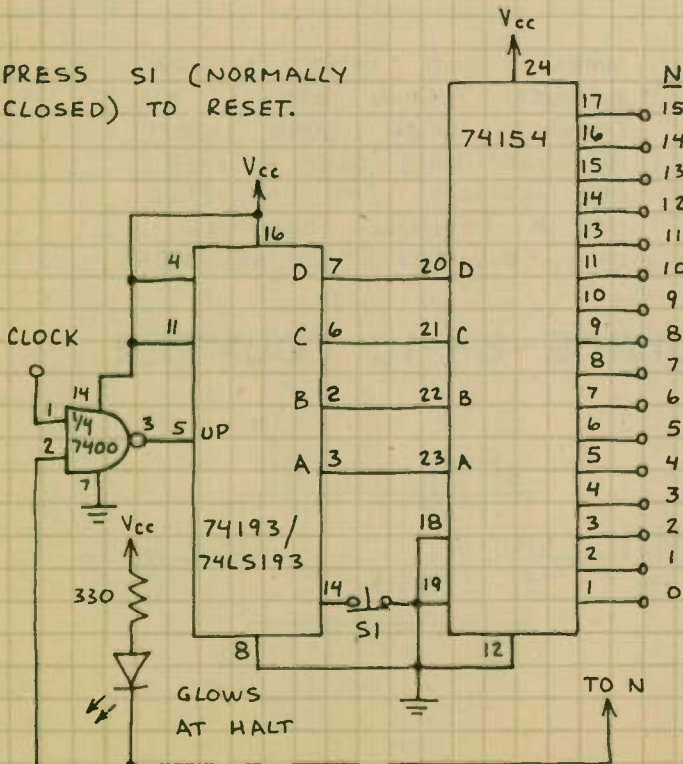 PRESS S1 (NORMALLY
CLOSED) TO RESET.
Vcc
24
74154
N
17 15
16 14
15 13
14 12
13 11
11 10
10 9
9 8
8 7
7 6
6 5
5 4
4 3
3 2
2 1
1 0
Vcc
16
4
11
D 7
20 D
C 6
21 C
B 2
22 B
A 3
23 A
CLOCK
14
1
2
1/4
7400
3
7
5 UP
74193/
74LS193
18
19
14
S1
8
12
Vcc
330
GLOWS
AT HALT
TO N